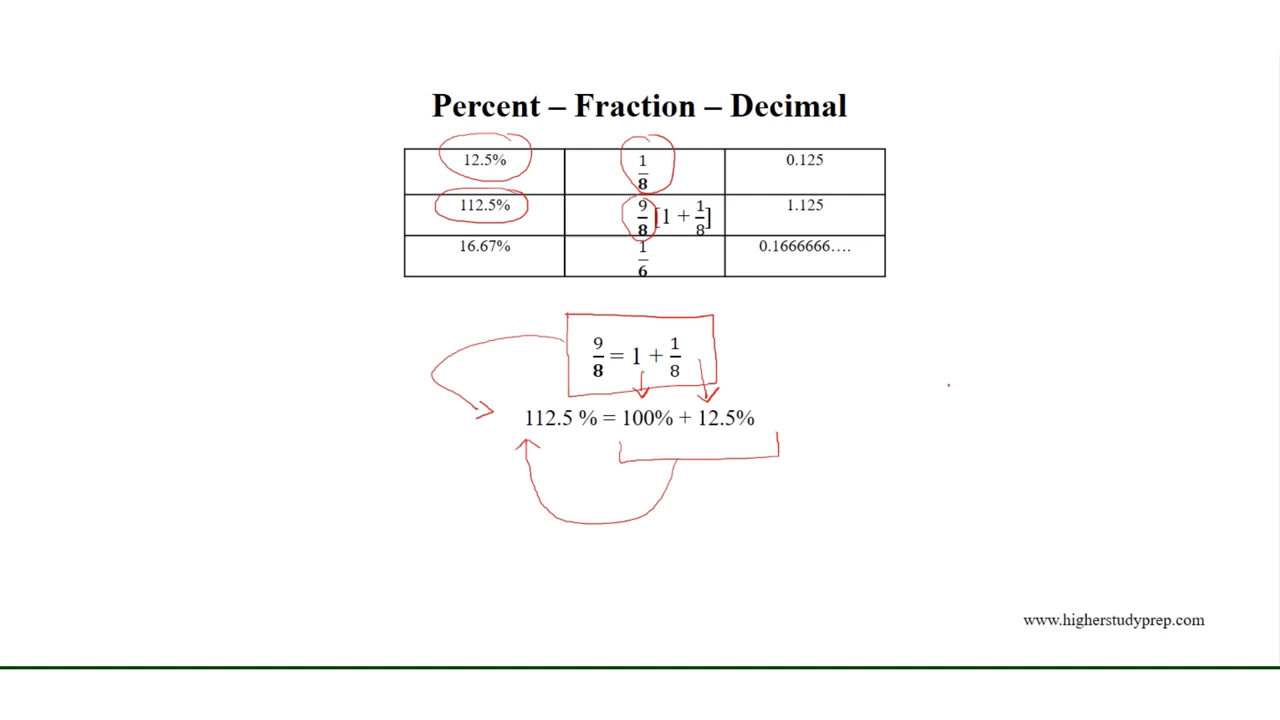 Percent – Fraction – Decimal
12.5% 1/8 0.125
112.5% 9/8 [1 + 1/8] 1.125
16.67% 1/6 0.1666666....
9/8 = 1 + 1/8
112.5 % = 100% + 12.5%
www.higherstudyprep.com